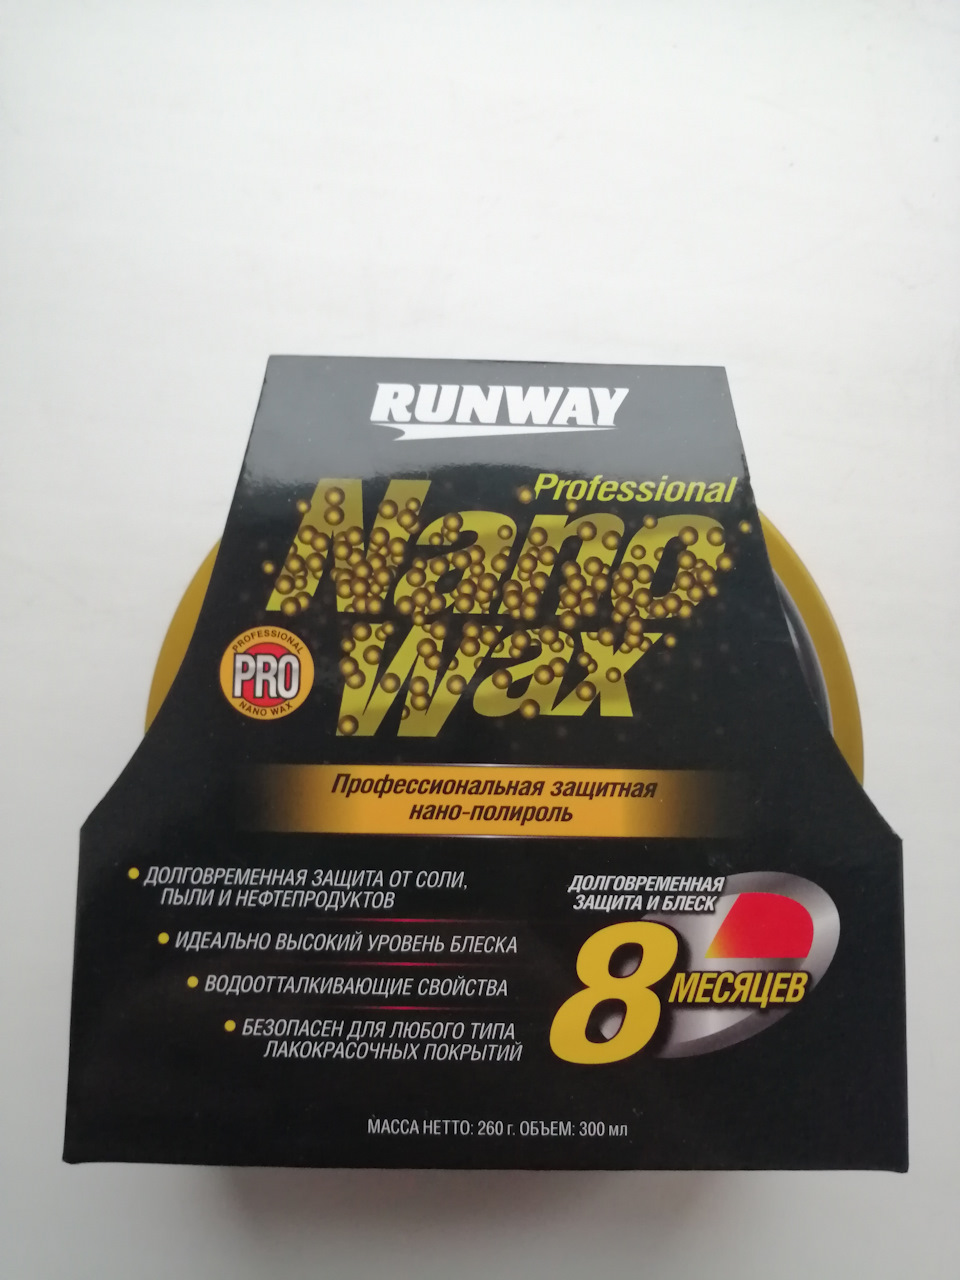 RUNWAY
Professional
Nano
Wax
PROFESSIONAL
PRO
NANO WAX
Профессиональная защитная
нано-полироль
• ДОЛГОВРЕМЕННАЯ ЗАЩИТА ОТ СОЛИ,
ПЫЛИ И НЕФТЕПРОДУКТОВ
• ИДЕАЛЬНО ВЫСОКИЙ УРОВЕНЬ БЛЕСКА
• ВОДООТТАЛКИВАЮЩИЕ СВОЙСТВА
• БЕЗОПАСЕН ДЛЯ ЛЮБОГО ТИПА
ЛАКОКРАСОЧНЫХ ПОКРЫТИЙ
ДОЛГОВРЕМЕННАЯ
ЗАЩИТА И БЛЕСК
8 МЕСЯЦЕВ
МАССА НЕТТО: 260 г. ОБЪЕМ: 300 мл